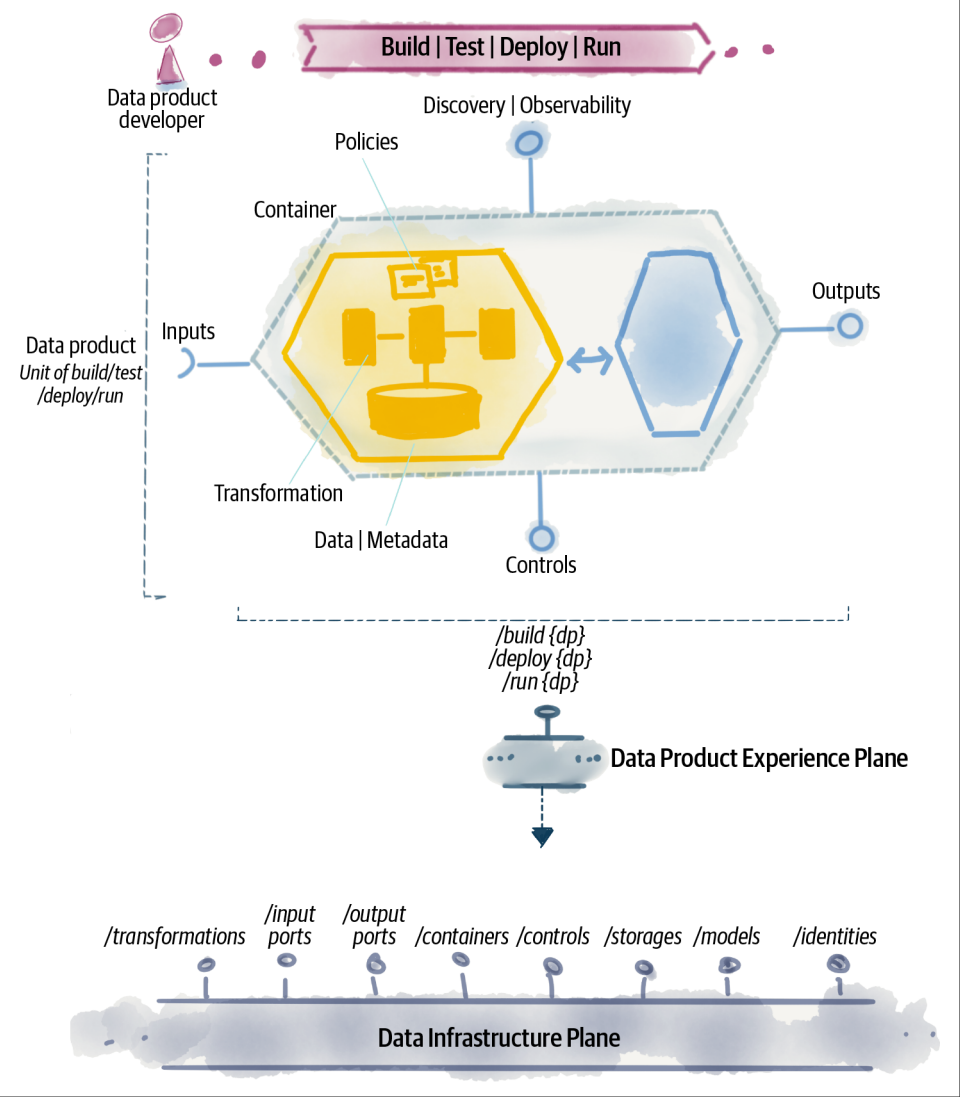 Build | Test | Deploy | Run
Data product
developer
Discovery | Observability
Policies
Container
Outputs
Inputs
Data product
Unit of build/test
/deploy/run
Transformation
Data | Metadata
Controls
/build {dp}
/deploy {dp}
/run {dp}
Data Product Experience Plane
/transformations
/input
ports
/output
ports
/containers
/controls
/storages
/models
/identities
Data Infrastructure Plane